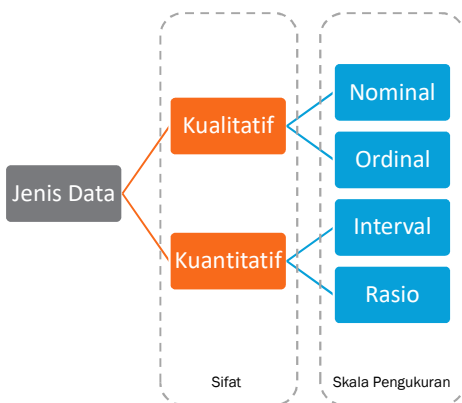 Jenis Data
Kualitatif
Kuantitatif
Nominal
Ordinal
Interval
Rasio
Sifat
Skala Pengukuran